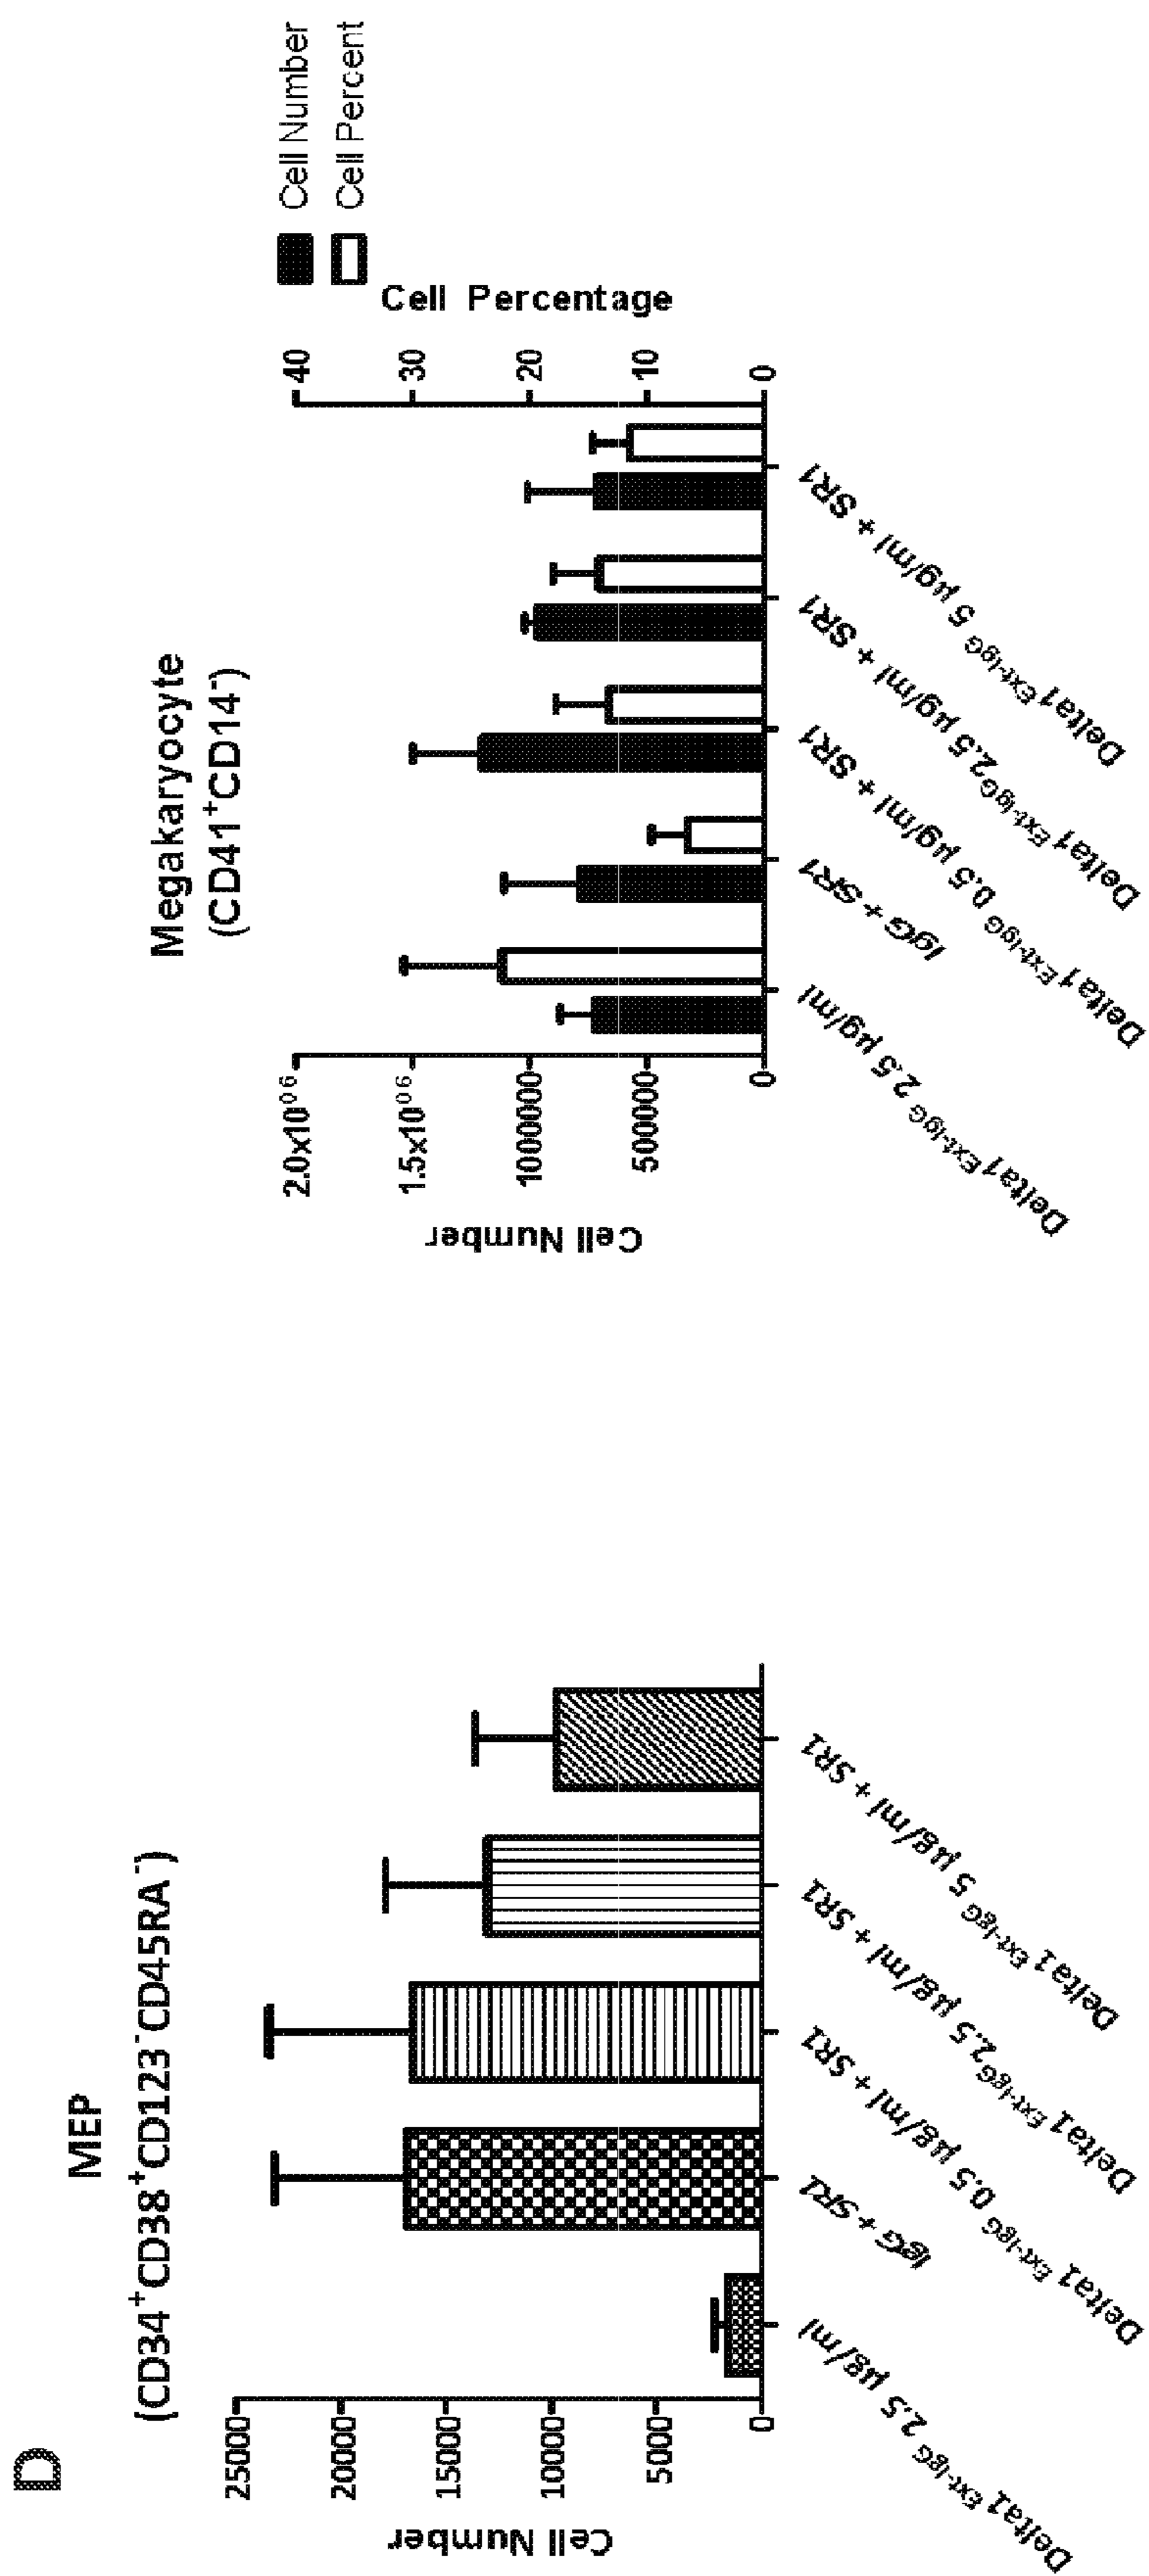 D
MEP
(CD34⁺CD38⁺CD123⁻CD45RA⁻)
Cell Number
25000
20000
15000
10000
5000
0
Delta1 Ext-IgG 2.5 µg/ml
IgG + SR1
Delta1 Ext-IgG 0.5 µg/ml + SR1
Delta1 Ext-IgG 2.5 µg/ml + SR1
Delta1 Ext-IgG 5 µg/ml + SR1
Megakaryocyte
(CD41⁺CD14⁻)
Cell Number
2.0x10⁰⁶
1.5x10⁰⁶
1000000
500000
0
Cell Percentage
40
30
20
10
0
Cell Number
Cell Percent
Delta1 Ext-IgG 2.5 µg/ml
IgG + SR1
Delta1 Ext-IgG 0.5 µg/ml + SR1
Delta1 Ext-IgG 2.5 µg/ml + SR1
Delta1 Ext-IgG 5 µg/ml + SR1